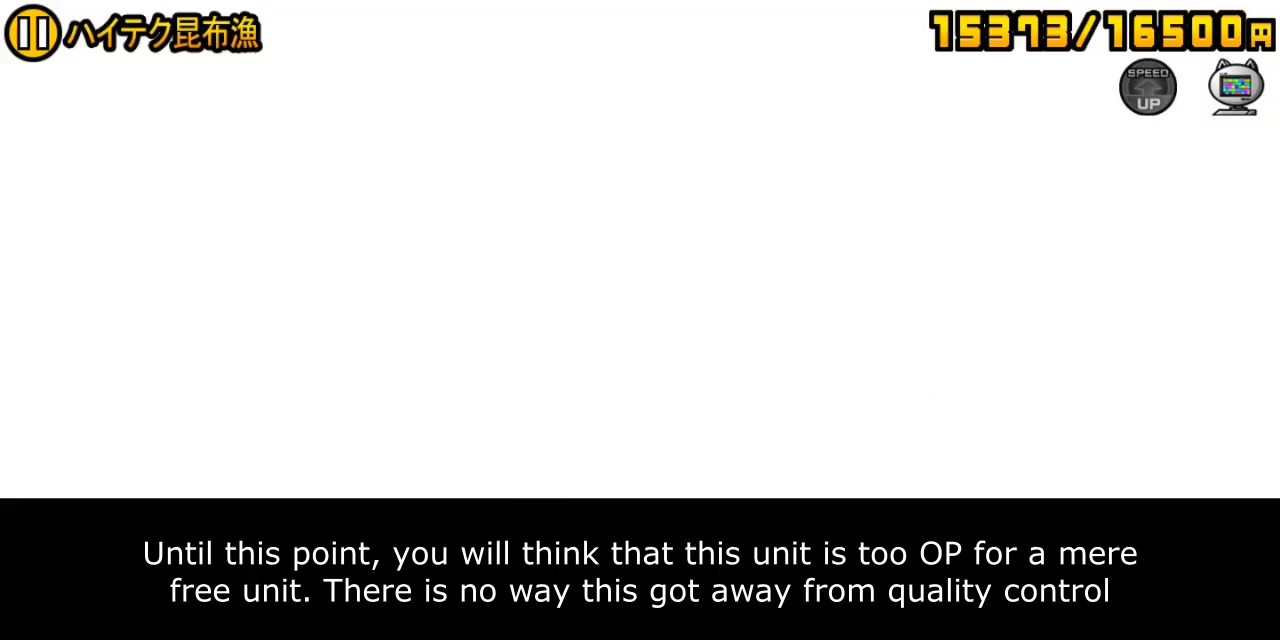 ハイテク昆布漁
15373/16500円
SPEED
UP
Until this point, you will think that this unit is too OP for a mere
free unit. There is no way this got away from quality control